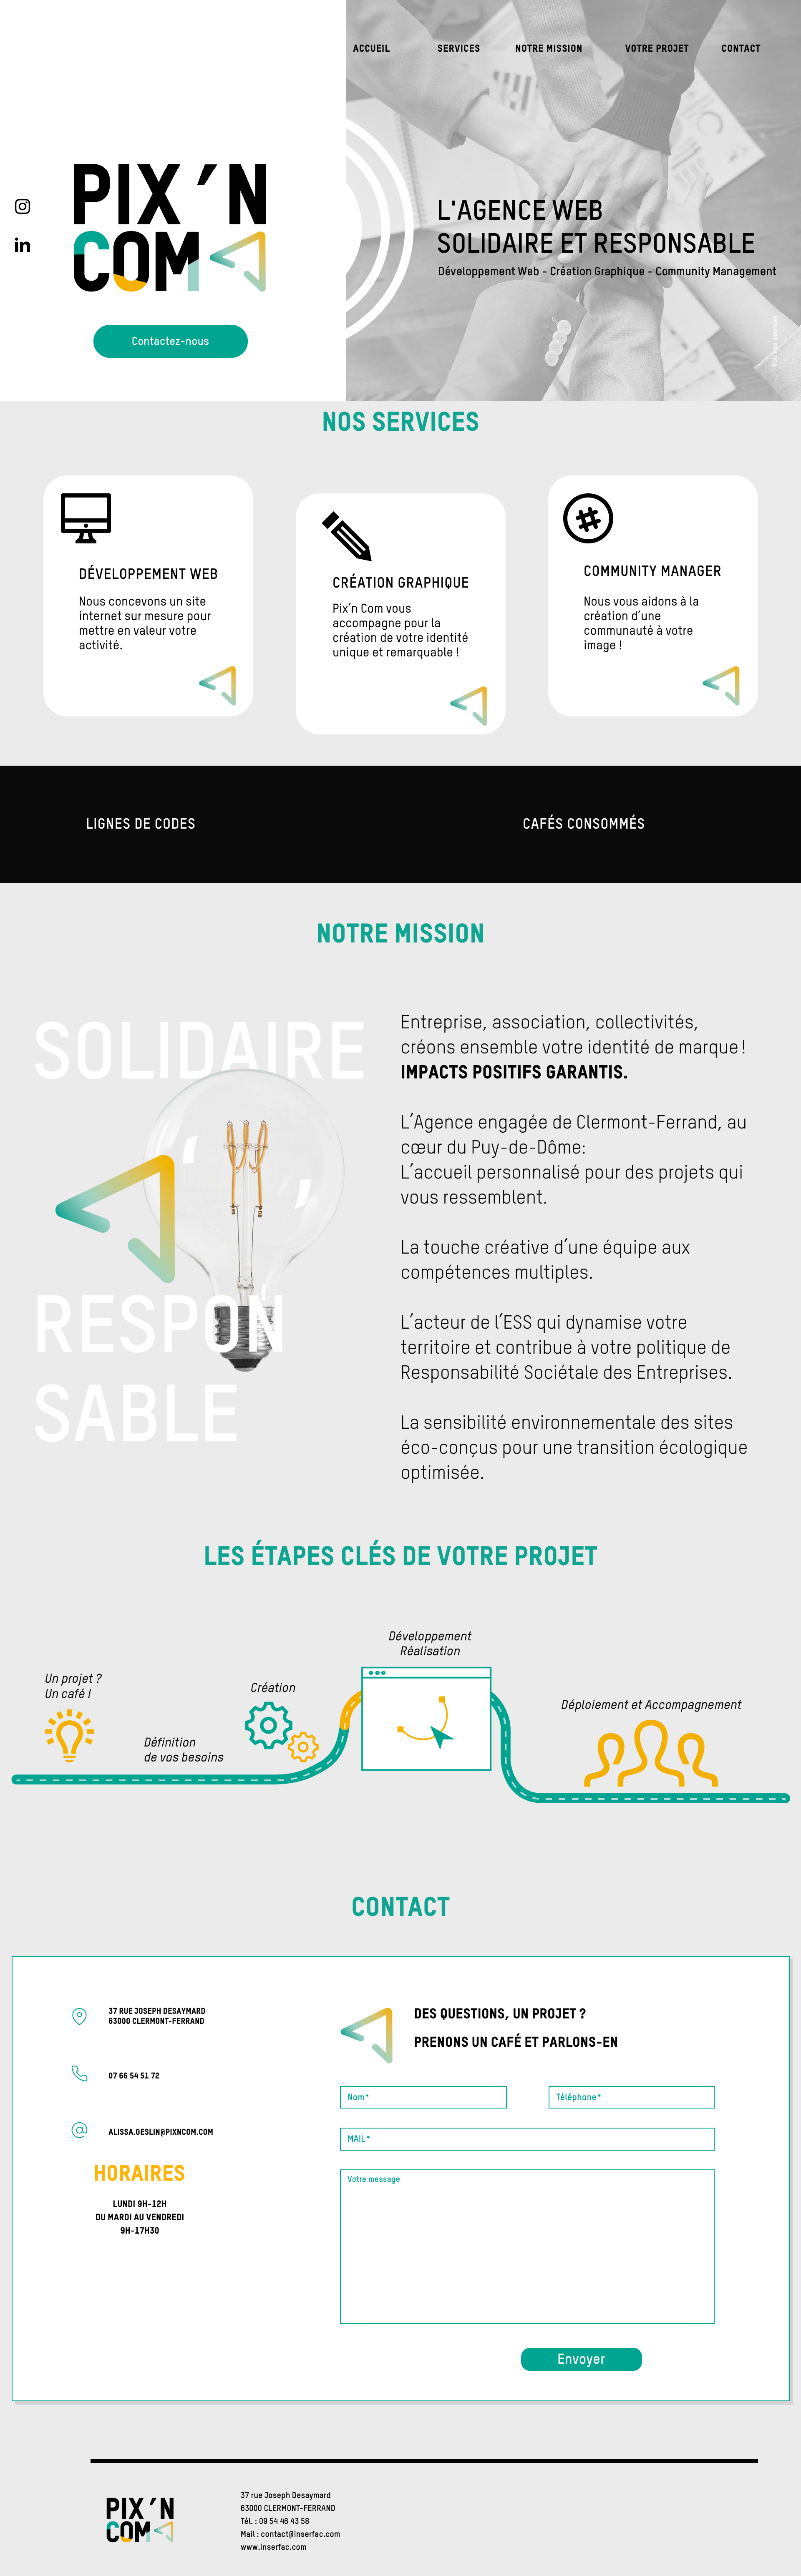 ACCUEIL SERVICES NOTRE MISSION VOTRE PROJET CONTACT
PIX'N
COM
Contactez-nous
L'AGENCE WEB
SOLIDAIRE ET RESPONSABLE
Développement Web - Création Graphique - Community Management
Voir nos services
NOS SERVICES
DÉVELOPPEMENT WEB
Nous concevons un site
internet sur mesure pour
mettre en valeur votre
activité.
CRÉATION GRAPHIQUE
Pix'n Com vous
accompagne pour la
création de votre identité
unique et remarquable !
COMMUNITY MANAGER
Nous vous aidons à la
création d'une
communauté à votre
image !
LIGNES DE CODES
CAFÉS CONSOMMÉS
NOTRE MISSION
SOLIDAIRE
RESPON
SABLE
Entreprise, association, collectivités,
créons ensemble votre identité de marque !
IMPACTS POSITIFS GARANTIS.
L'Agence engagée de Clermont-Ferrand, au
cœur du Puy-de-Dôme:
L'accueil personnalisé pour des projets qui
vous ressemblent.
La touche créative d'une équipe aux
compétences multiples.
L'acteur de l'ESS qui dynamise votre
territoire et contribue à votre politique de
Responsabilité Sociétale des Entreprises.
La sensibilité environnementale des sites
éco-conçus pour une transition écologique
optimisée.
LES ÉTAPES CLÉS DE VOTRE PROJET
Un projet ?
Un café !
Définition
de vos besoins
Création
Développement
Réalisation
Déploiement et Accompagnement
CONTACT
37 RUE JOSEPH DESAYMARD
63000 CLERMONT-FERRAND
07 66 54 51 72
ALISSA.GESLIN@PIXNCOM.COM
HORAIRES
LUNDI 9H-12H
DU MARDI AU VENDREDI
9H-17H30
DES QUESTIONS, UN PROJET ?
PRENONS UN CAFÉ ET PARLONS-EN
Nom* Téléphone*
MAIL*
Votre message
Envoyer
PIX'N
COM
37 rue Joseph Desaymard
63000 CLERMONT-FERRAND
Tél. : 09 54 46 43 58
Mail : contact@inserfac.com
www.inserfac.com